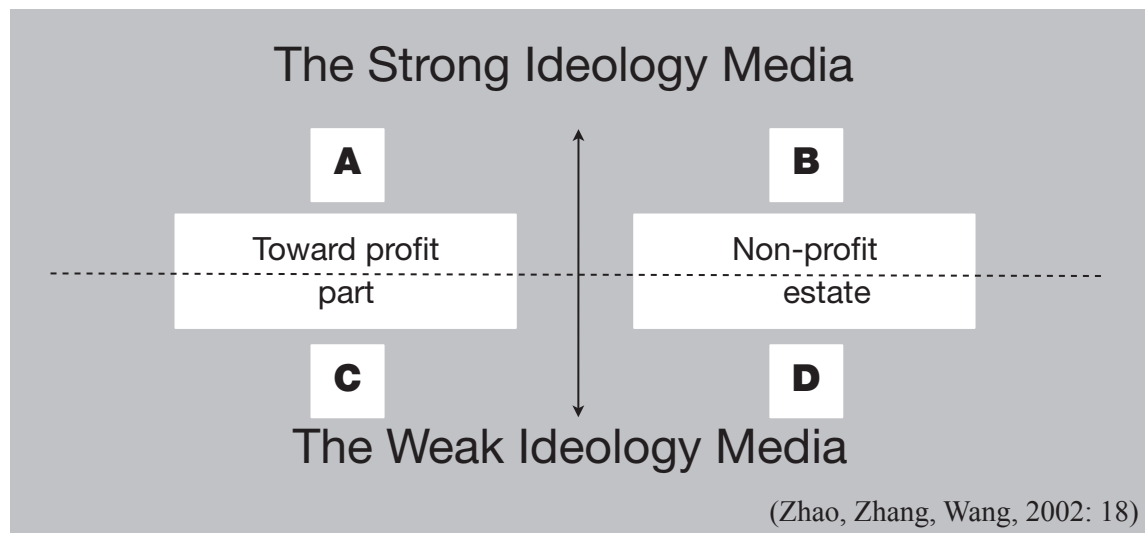 The Strong Ideology Media
A
B
Toward profit
part
Non-profit
estate
C
D
The Weak Ideology Media
(Zhao, Zhang, Wang, 2002: 18)